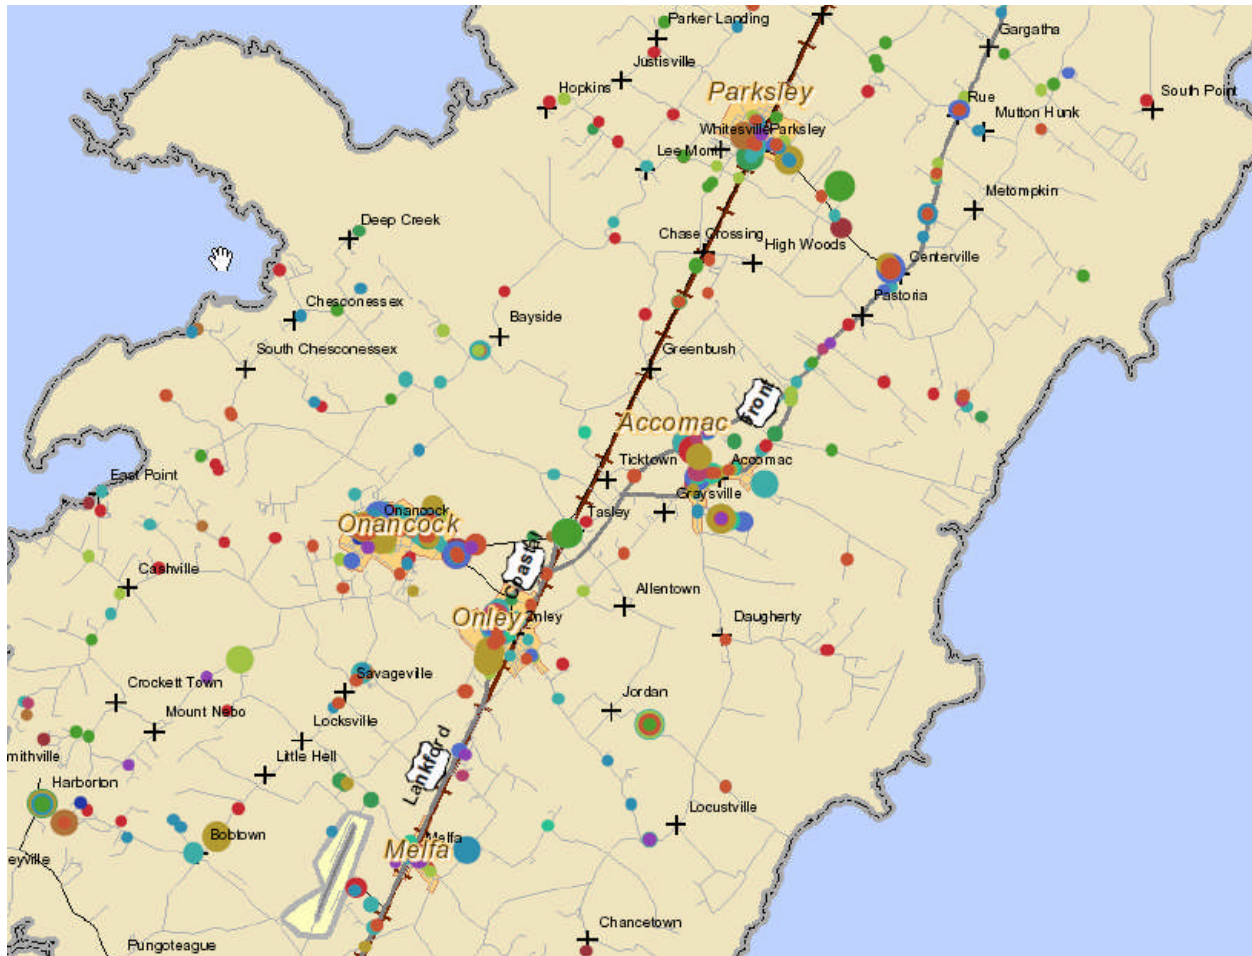 Parker Landing
Gargatha
Justisville
Hopkins
Parksley
South Point
Rue
Mutton Hunk
Whitesville
Parksley
Lee Mont
Metompkin
Deep Creek
Chase Crossing
High Woods
Centerville
Chesconessex
Pastoria
Bayside
South Chesconessex
Greenbush
Front
Accomac
Ticktown
Accomac
East Point
Graysville
Onancock
Onancock
Tasley
Coastal
Cashville
Allentown
Onley
Onley
Daugherty
Crockett Town
Savageville
Jordan
Mount Nebo
Locksville
mithville
Little Hell
Lankford
Harborton
Locustville
Bobtown
Melfa
Melfa
eyville
Chancetown
Pungoteague